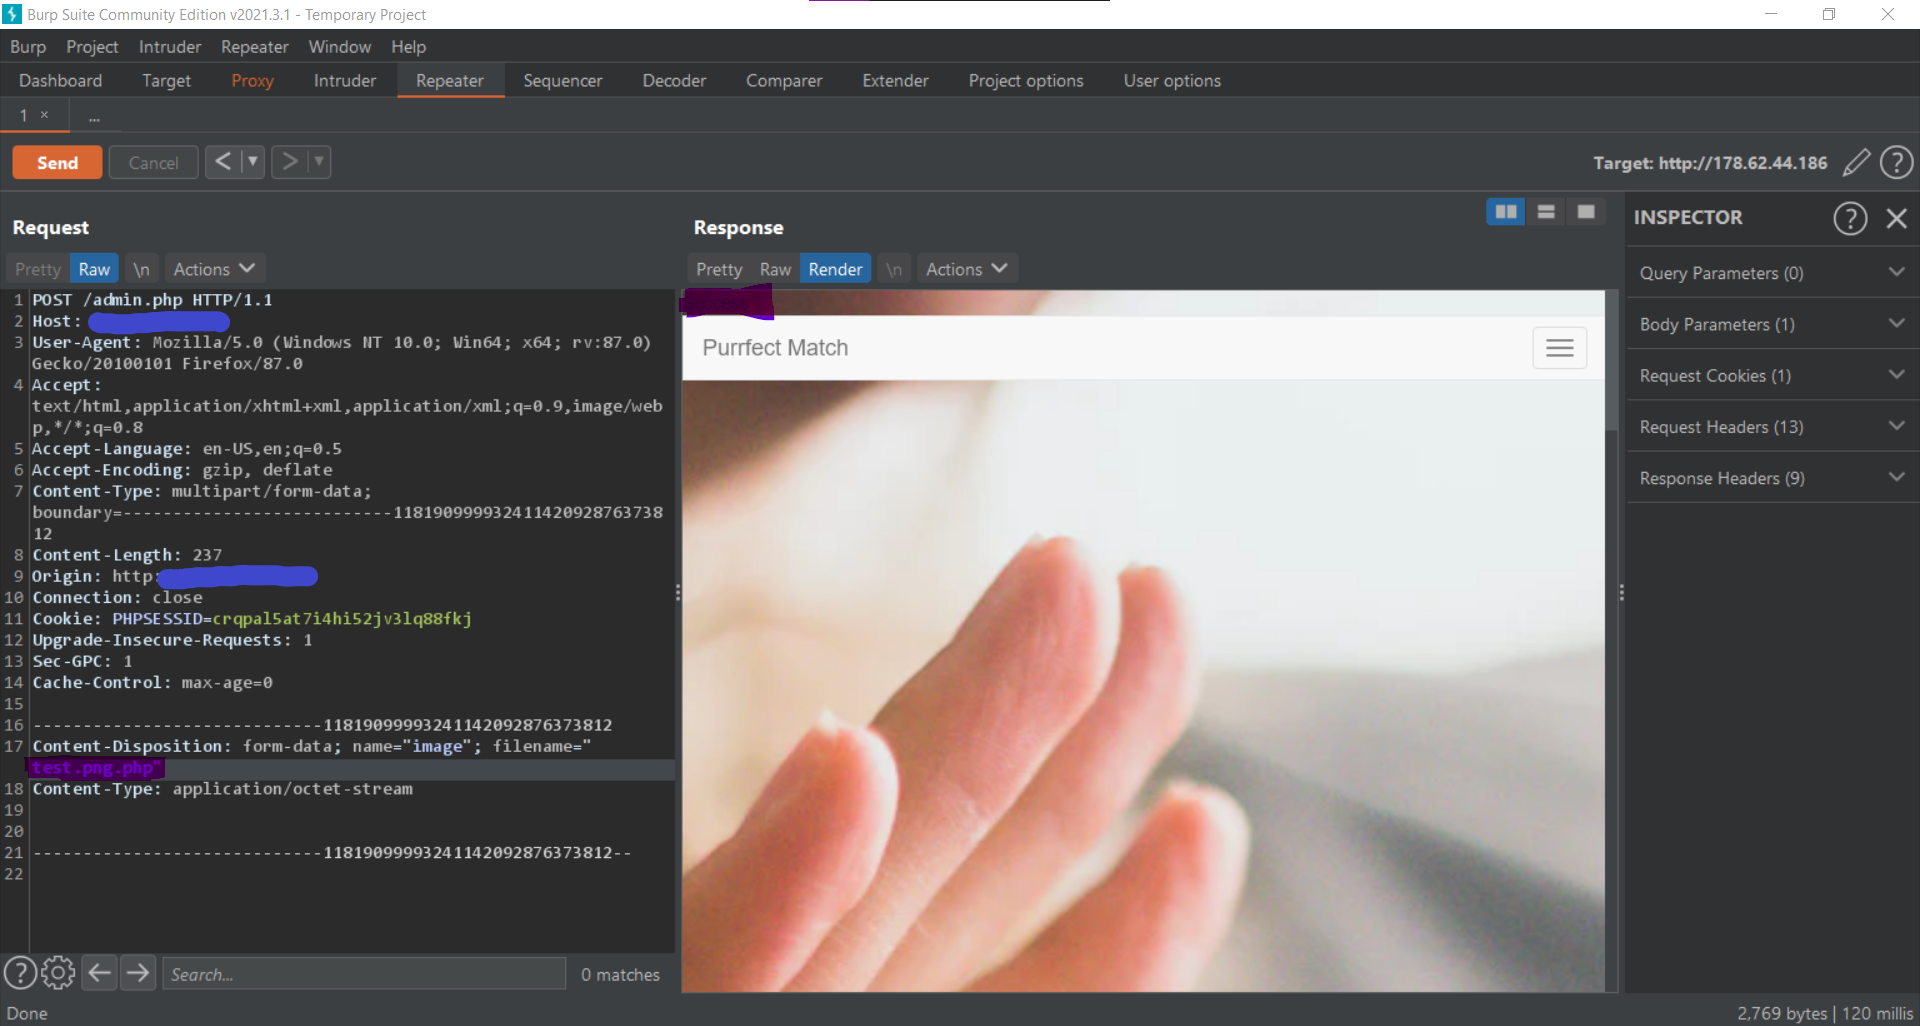 Burp Suite Community Edition v2021.3.1 - Temporary Project
Burp Project Intruder Repeater Window Help
Dashboard Target Proxy Intruder Repeater Sequencer Decoder Comparer Extender Project options User options
1 × ...
Send Cancel < ▼ > ▼ Target: http://178.62.44.186
Request
Pretty Raw \n Actions
1 POST /admin.php HTTP/1.1
2 Host:
3 User-Agent: Mozilla/5.0 (Windows NT 10.0; Win64; x64; rv:87.0)
Gecko/20100101 Firefox/87.0
4 Accept:
text/html,application/xhtml+xml,application/xml;q=0.9,image/web
p,*/*;q=0.8
5 Accept-Language: en-US,en;q=0.5
6 Accept-Encoding: gzip, deflate
7 Content-Type: multipart/form-data;
boundary=---------------------------118190999932411420928763738
12
8 Content-Length: 237
9 Origin: http:
10 Connection: close
11 Cookie: PHPSESSID=crqpal5at7i4hi52jv3lq88fkj
12 Upgrade-Insecure-Requests: 1
13 Sec-GPC: 1
14 Cache-Control: max-age=0
15
16 -----------------------------11819099993241142092876373812
17 Content-Disposition: form-data; name="image"; filename="
test.png.php"
18 Content-Type: application/octet-stream
19
20
21 -----------------------------11819099993241142092876373812--
22
Search... 0 matches
Response
Pretty Raw Render \n Actions
Purrfect Match
INSPECTOR
Query Parameters (0)
Body Parameters (1)
Request Cookies (1)
Request Headers (13)
Response Headers (9)
Done
2,769 bytes | 120 millis